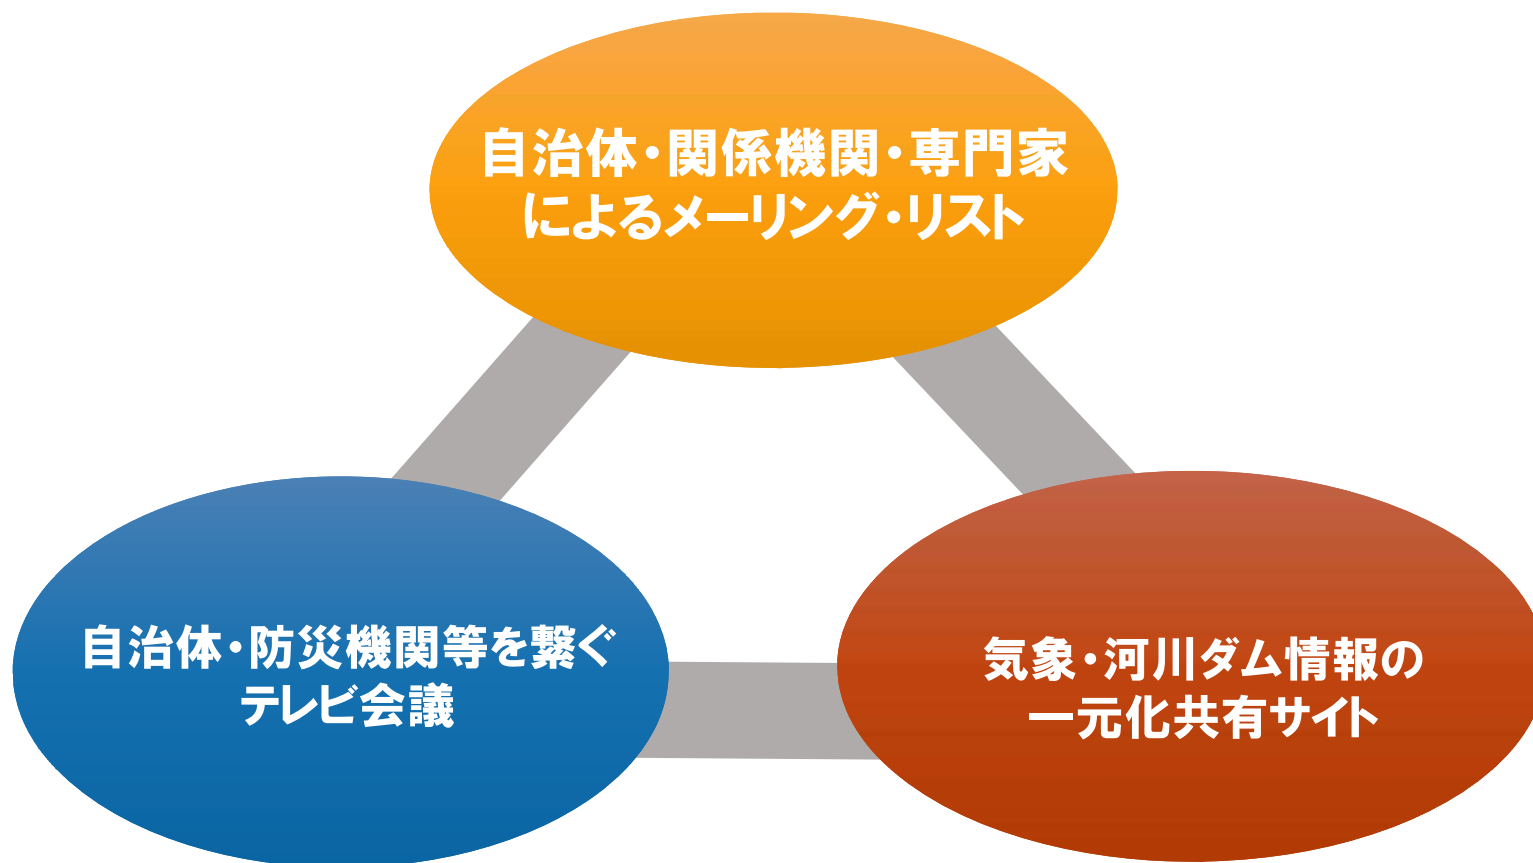 自治体・関係機関・専門家
によるメーリング・リスト
自治体・防災機関等を繋ぐ
テレビ会議
気象・河川ダム情報の
一元化共有サイト